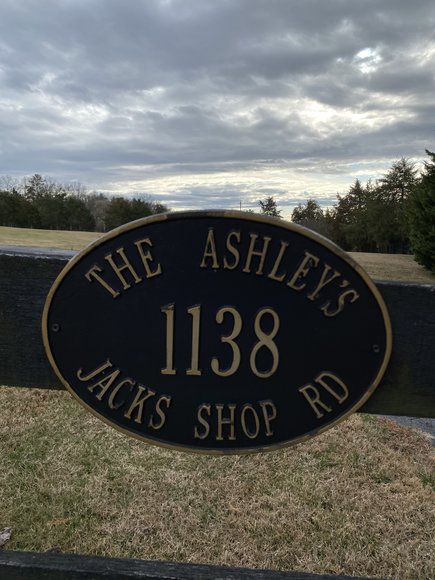 THE ASHLEY'S
1138
JACKS SHOP RD